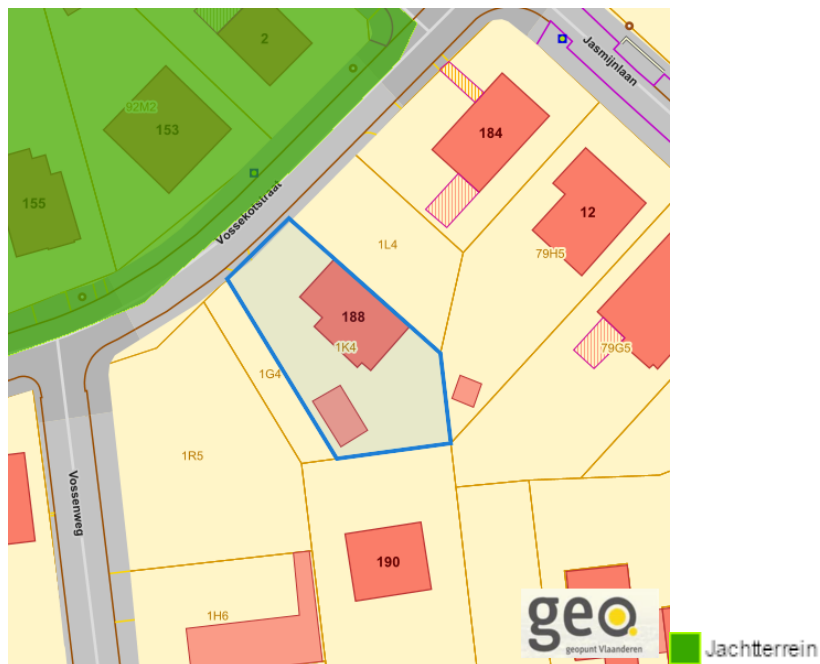 2
Jasmijnlaan
92M2
153
184
155
12
Vossekotstraat
1L4
79H5
188
1K4
79G5
1G4
1R5
Vossenweg
190
1H6
geo.
geopunt Vlaanderen
Jachtterrein